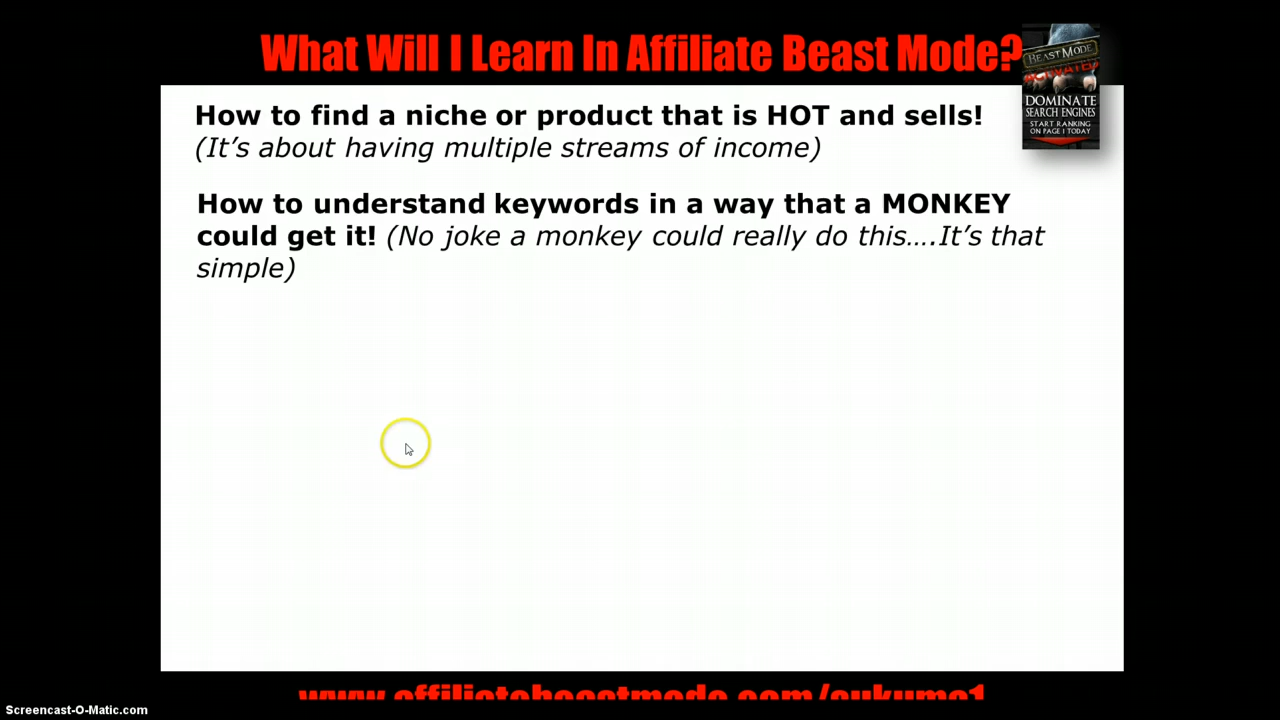 What Will I Learn In Affiliate Beast Mode?
BEAST MODE
ACTIVATED
DOMINATE
SEARCH ENGINES
START RANKING
ON PAGE 1 TODAY
How to find a niche or product that is HOT and sells!
(It’s about having multiple streams of income)
How to understand keywords in a way that a MONKEY
could get it! (No joke a monkey could really do this....It’s that
simple)
Screencast-O-Matic.com